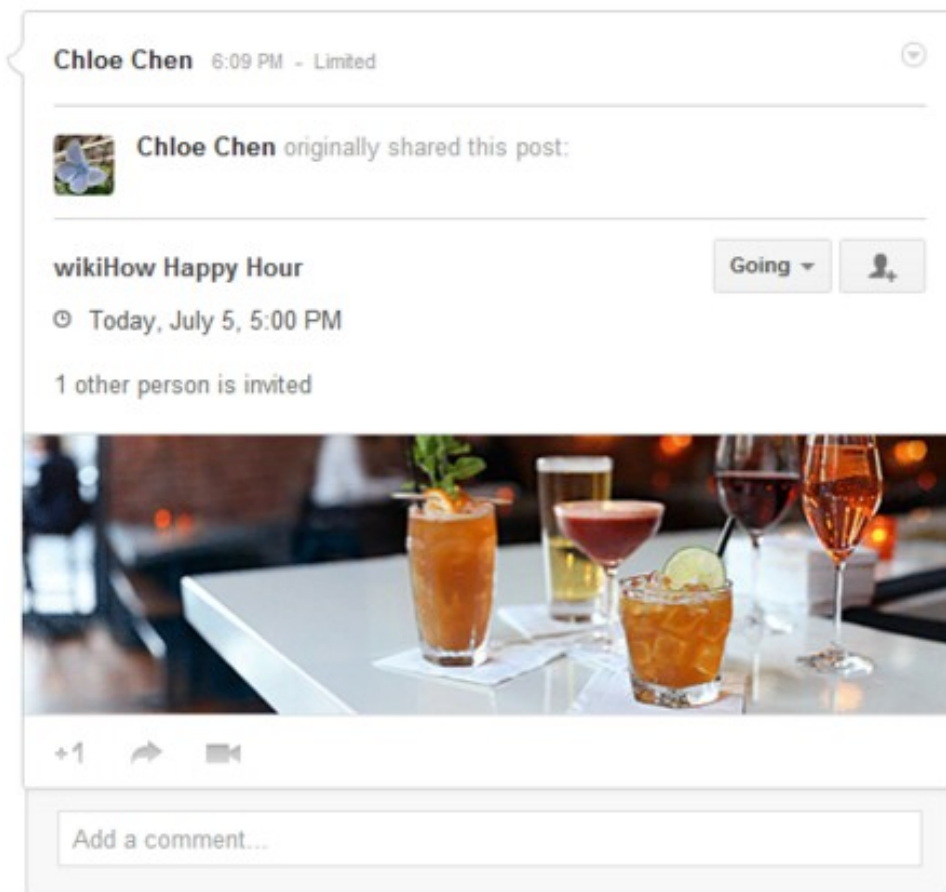 Chloe Chen 6:09 PM - Limited
Chloe Chen originally shared this post:
wikiHow Happy Hour
Going
Today, July 5, 5:00 PM
1 other person is invited
+1
Add a comment...